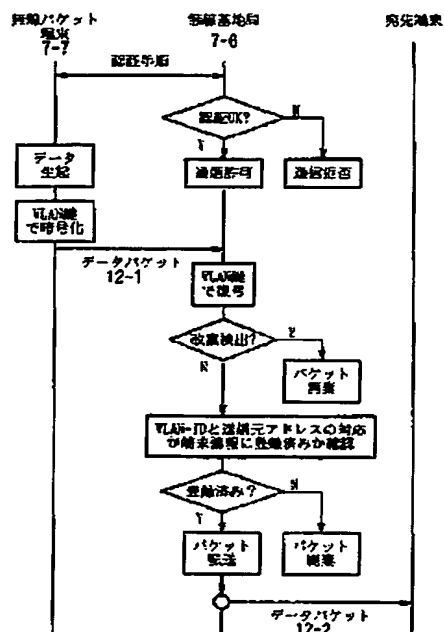 無線パケット
端末
7-7
無線基地局
7-6
宛先端末
認証手順
認証OK?
N
Y
データ
生起
通信許可
通信拒否
VLAN鍵
で暗号化
データパケット
12-1
VLAN鍵
で復号
改竄検出?
Y
N
パケット
廃棄
VLAN-IDと送信元アドレスの対応
が端末情報に登録済みか確認
登録済み?
N
Y
パケット
転送
パケット
廃棄
データパケット
12-2